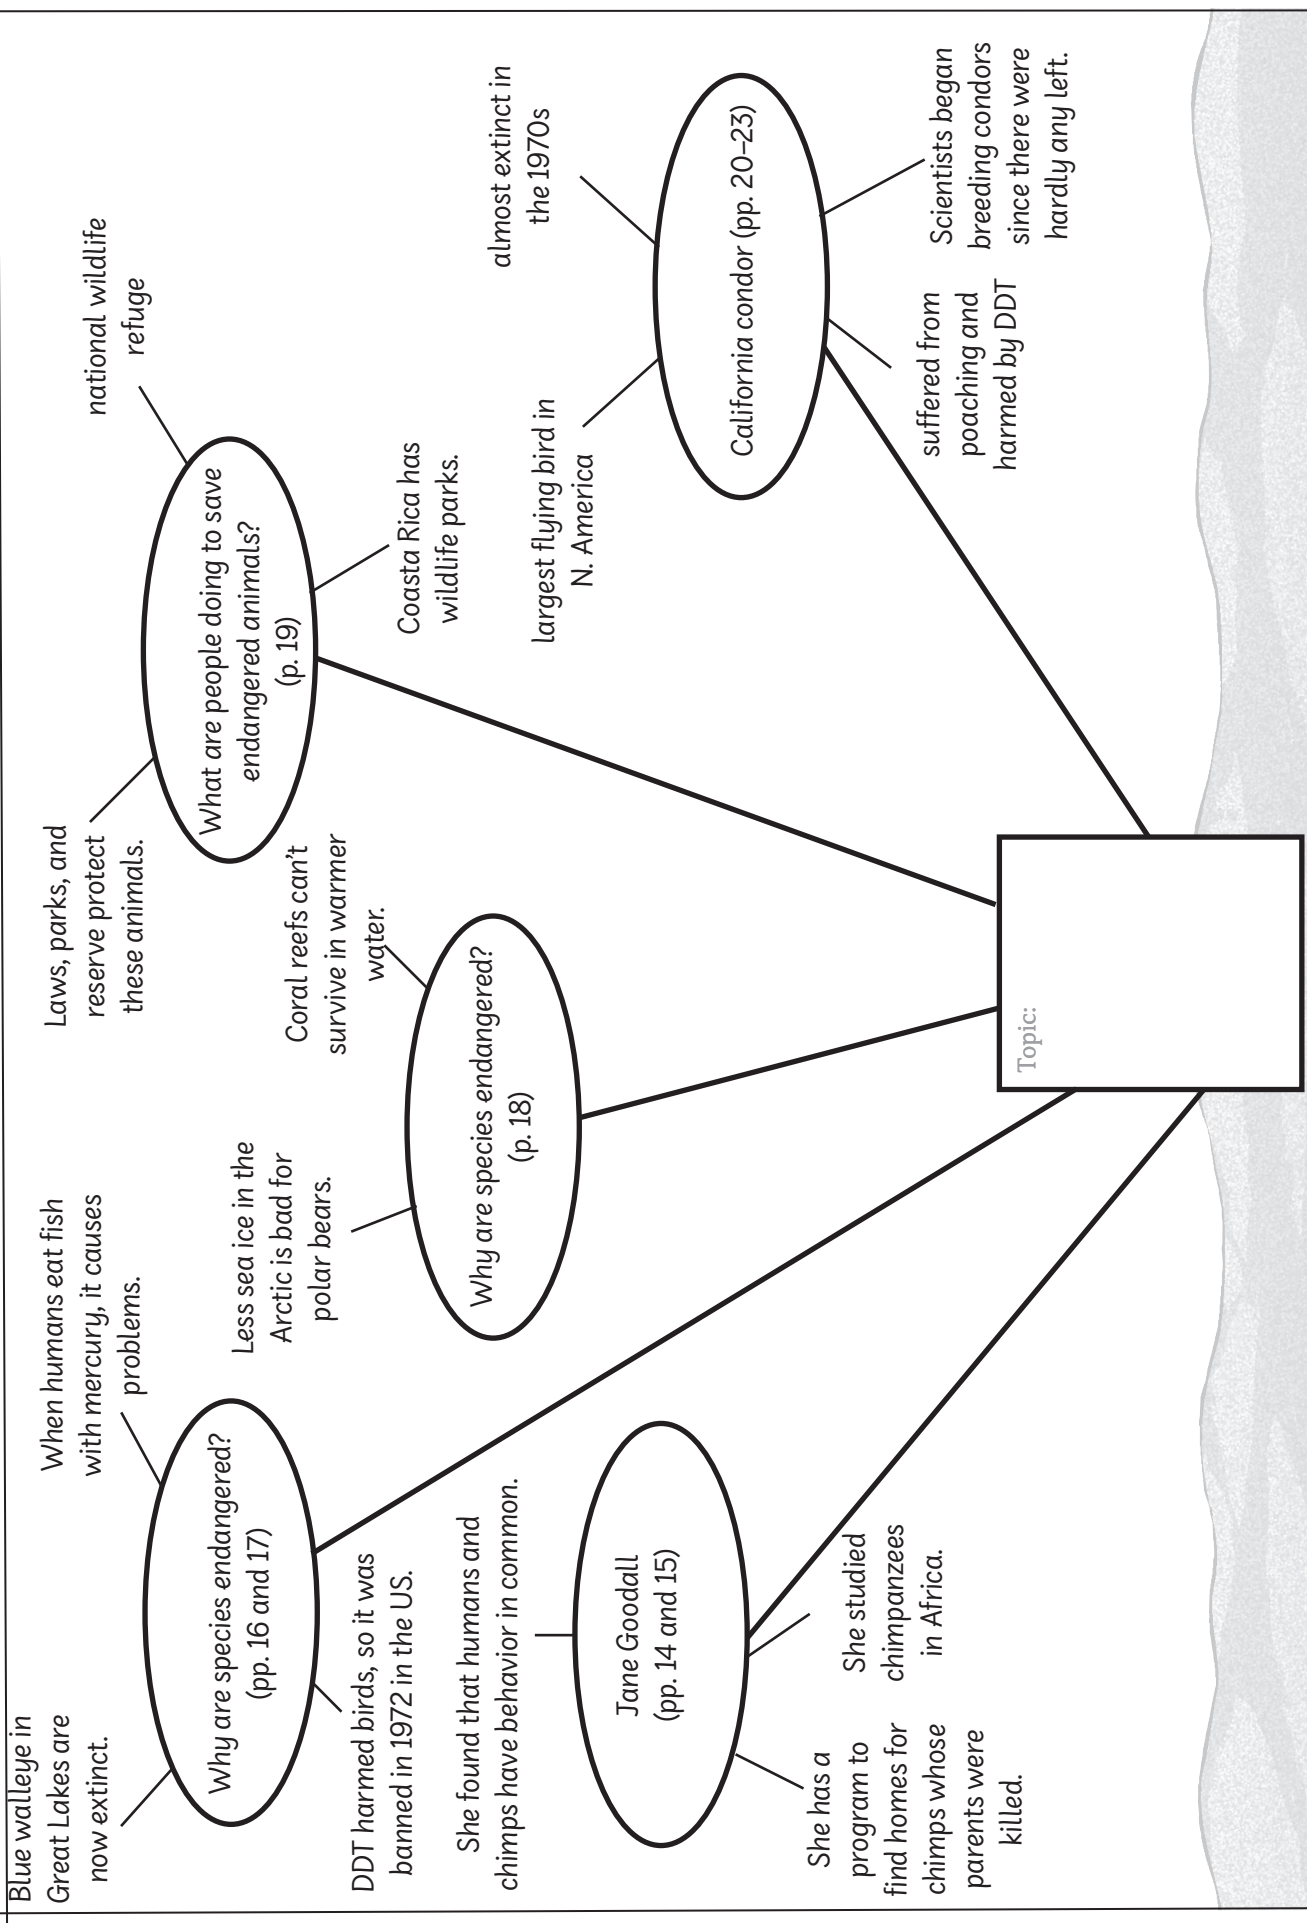 Blue walleye in
Great Lakes are
now extinct.
When humans eat fish
with mercury, it causes
problems.
Why are species endangered?
(pp. 16 and 17)
DDT harmed birds, so it was
banned in 1972 in the US.
She found that humans and
chimps have behavior in common.
Jane Goodall
(pp. 14 and 15)
She has a
program to
find homes for
chimps whose
parents were
killed.
She studied
chimpanzees
in Africa.
Less sea ice in the
Arctic is bad for
polar bears.
Coral reefs can't
survive in warmer
water.
Why are species endangered?
(p. 18)
Laws, parks, and
reserve protect
these animals.
national wildlife
refuge
What are people doing to save
endangered animals?
(p. 19)
Coasta Rica has
wildlife parks.
largest flying bird in
N. America
almost extinct in
the 1970s
California condor (pp. 20–23)
suffered from
poaching and
harmed by DDT
Scientists began
breeding condors
since there were
hardly any left.
Topic: